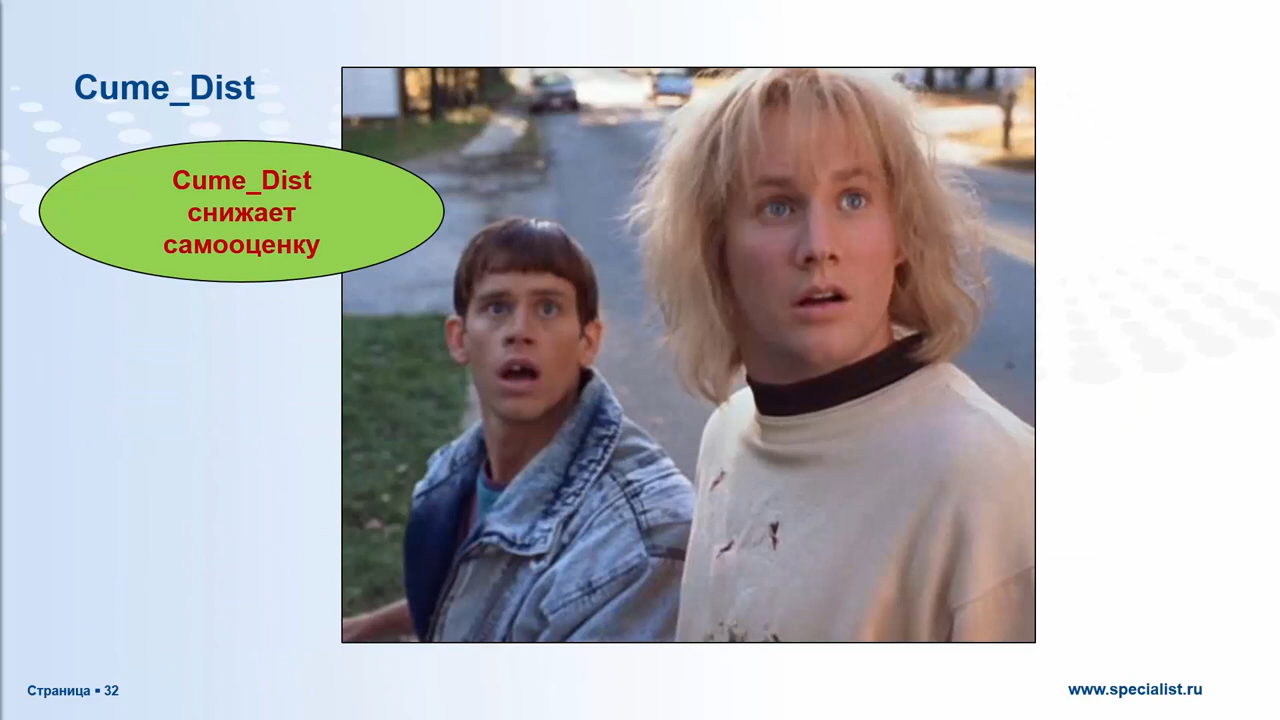 Cume_Dist
Cume_Dist
снижает
самооценку
Страница ▪ 32
www.specialist.ru